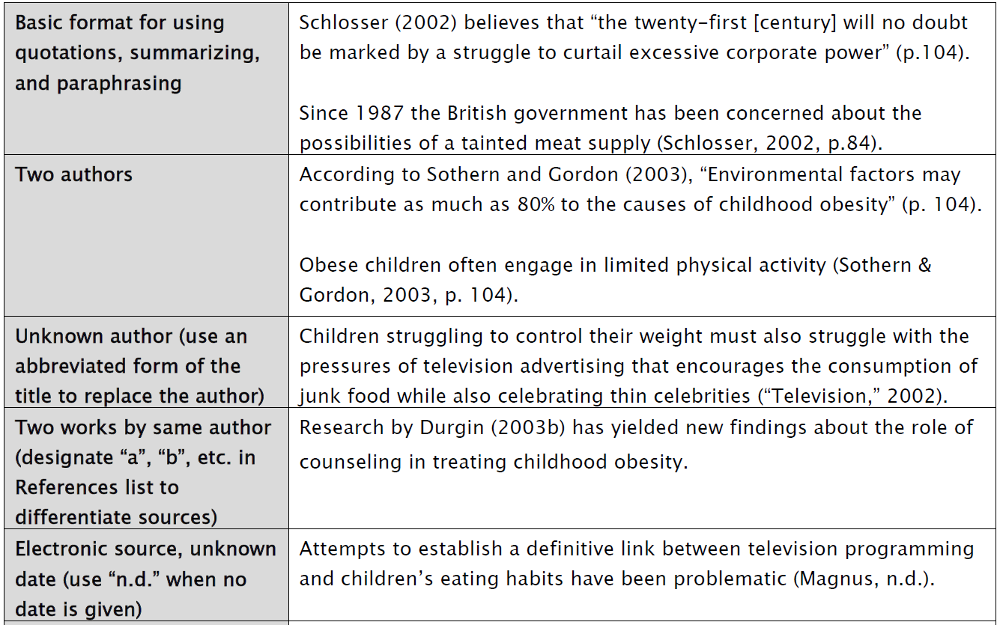 Basic format for using
quotations, summarizing,
and paraphrasing
Schlosser (2002) believes that “the twenty-first [century] will no doubt
be marked by a struggle to curtail excessive corporate power” (p.104).
Since 1987 the British government has been concerned about the
possibilities of a tainted meat supply (Schlosser, 2002, p.84).
Two authors
According to Sothern and Gordon (2003), “Environmental factors may
contribute as much as 80% to the causes of childhood obesity” (p. 104).
Obese children often engage in limited physical activity (Sothern &
Gordon, 2003, p. 104).
Unknown author (use an
abbreviated form of the
title to replace the author)
Children struggling to control their weight must also struggle with the
pressures of television advertising that encourages the consumption of
junk food while also celebrating thin celebrities (“Television,” 2002).
Two works by same author
(designate “a”, “b”, etc. in
References list to
differentiate sources)
Research by Durgin (2003b) has yielded new findings about the role of
counseling in treating childhood obesity.
Electronic source, unknown
date (use “n.d.” when no
date is given)
Attempts to establish a definitive link between television programming
and children’s eating habits have been problematic (Magnus, n.d.).